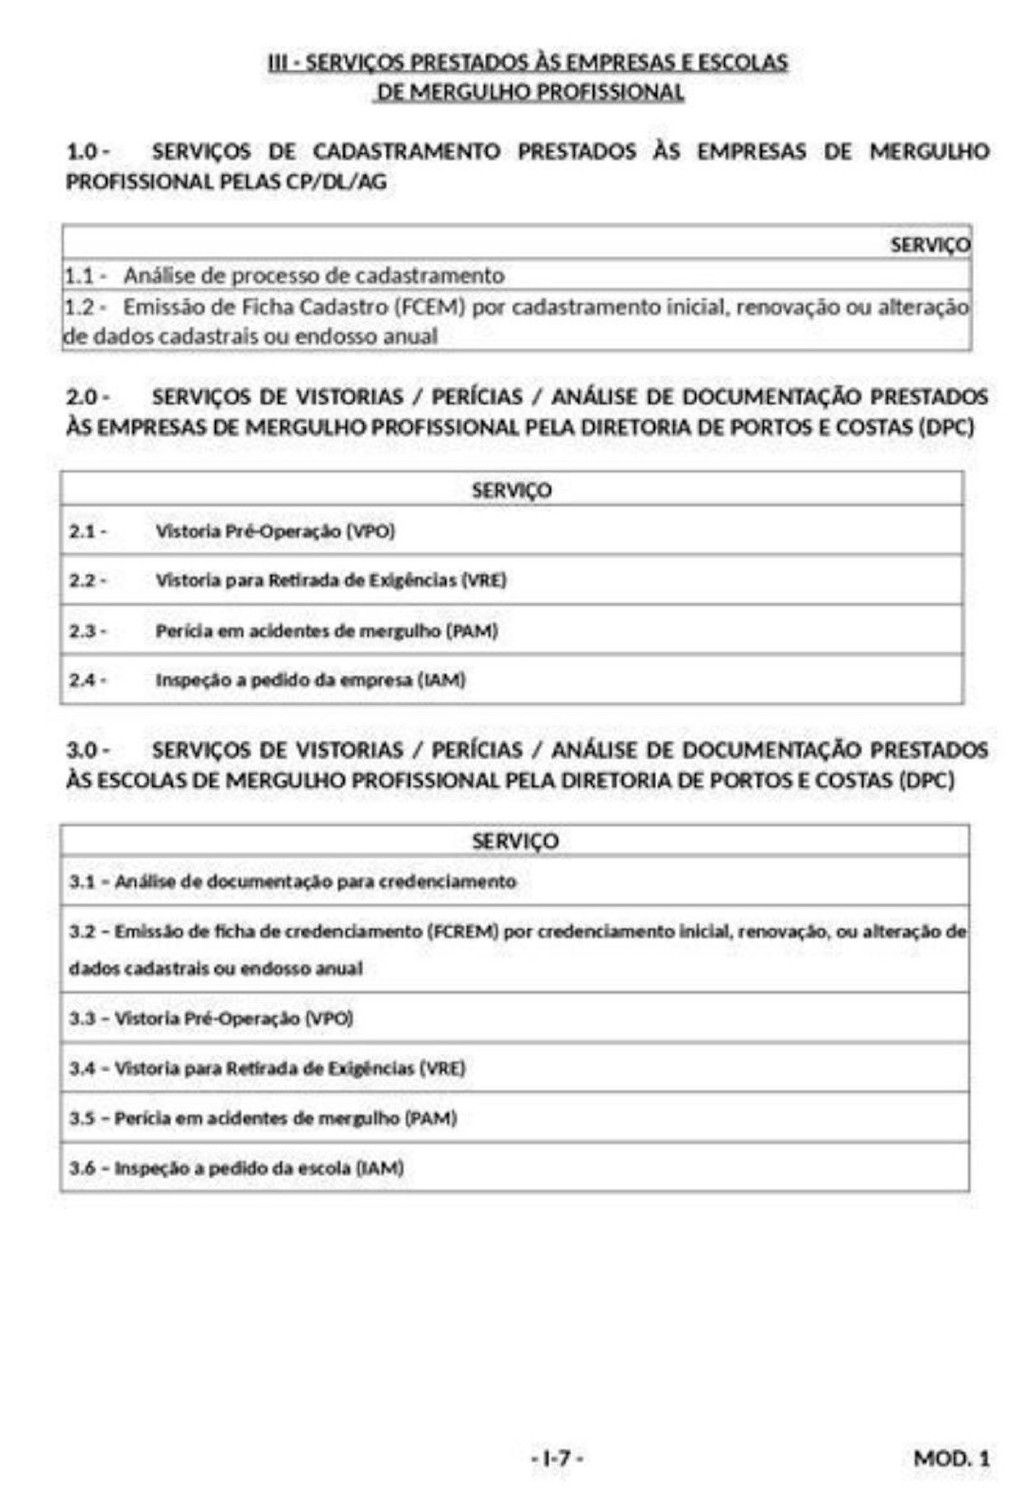 III - SERVIÇOS PRESTADOS ÀS EMPRESAS E ESCOLAS
DE MERGULHO PROFISSIONAL
1.0 - SERVIÇOS DE CADASTRAMENTO PRESTADOS ÀS EMPRESAS DE MERGULHO
PROFISSIONAL PELAS CP/DL/AG
SERVIÇO
1.1 - Análise de processo de cadastramento
1.2 - Emissão de Ficha Cadastro (FCEM) por cadastramento inicial, renovação ou alteração
de dados cadastrais ou endosso anual
2.0 - SERVIÇOS DE VISTORIAS / PERÍCIAS / ANÁLISE DE DOCUMENTAÇÃO PRESTADOS
ÀS EMPRESAS DE MERGULHO PROFISSIONAL PELA DIRETORIA DE PORTOS E COSTAS (DPC)
SERVIÇO
2.1 - Vistoria Pré-Operação (VPO)
2.2 - Vistoria para Retirada de Exigências (VRE)
2.3 - Perícia em acidentes de mergulho (PAM)
2.4 - Inspeção a pedido da empresa (IAM)
3.0 - SERVIÇOS DE VISTORIAS / PERÍCIAS / ANÁLISE DE DOCUMENTAÇÃO PRESTADOS
ÀS ESCOLAS DE MERGULHO PROFISSIONAL PELA DIRETORIA DE PORTOS E COSTAS (DPC)
SERVIÇO
3.1 – Análise de documentação para credenciamento
3.2 – Emissão de ficha de credenciamento (FCREM) por credenciamento inicial, renovação, ou alteração de
dados cadastrais ou endosso anual
3.3 – Vistoria Pré-Operação (VPO)
3.4 – Vistoria para Retirada de Exigências (VRE)
3.5 – Perícia em acidentes de mergulho (PAM)
3.6 – Inspeção a pedido da escola (IAM)
- I-7 - MOD. 1